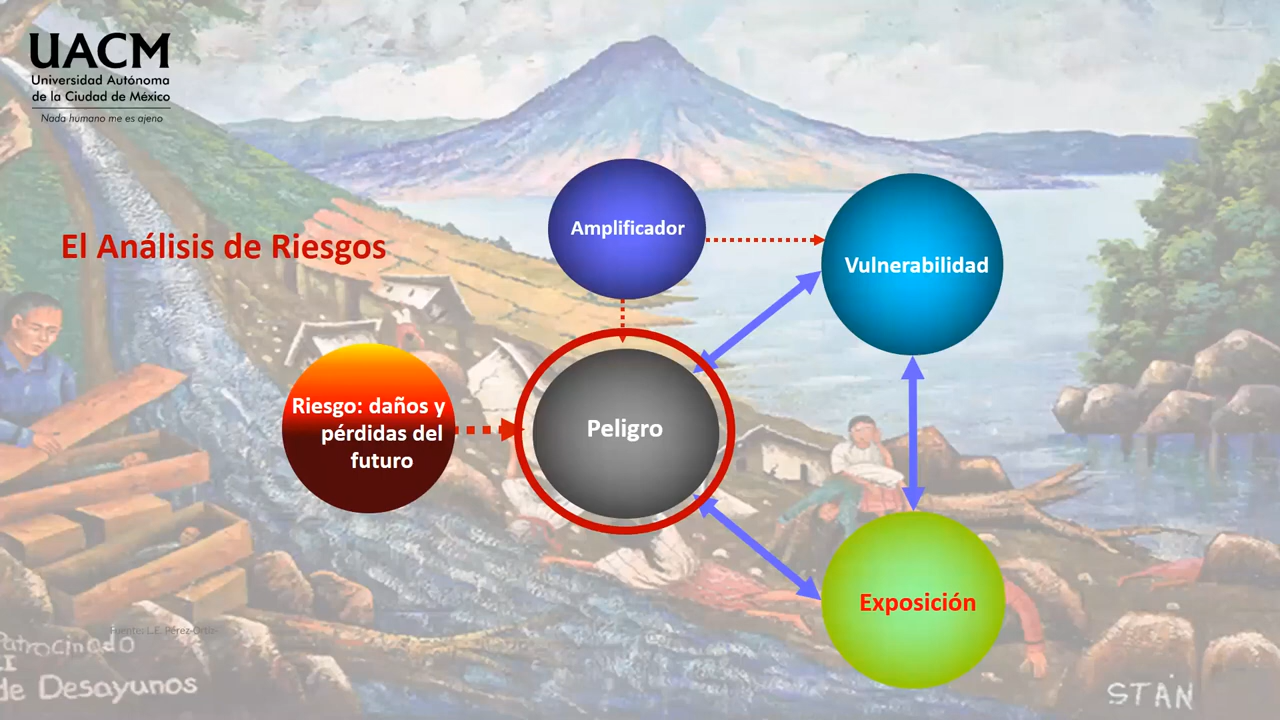 UACM
Universidad Autónoma
de la Ciudad de México
Nada humano me es ajeno
El Análisis de Riesgos
Amplificador
Vulnerabilidad
Riesgo: daños y
pérdidas del
futuro
Peligro
Exposición
Fuentes L.E. Pérez-Ortiz-
Patrocinado
de Desayunos
STAN